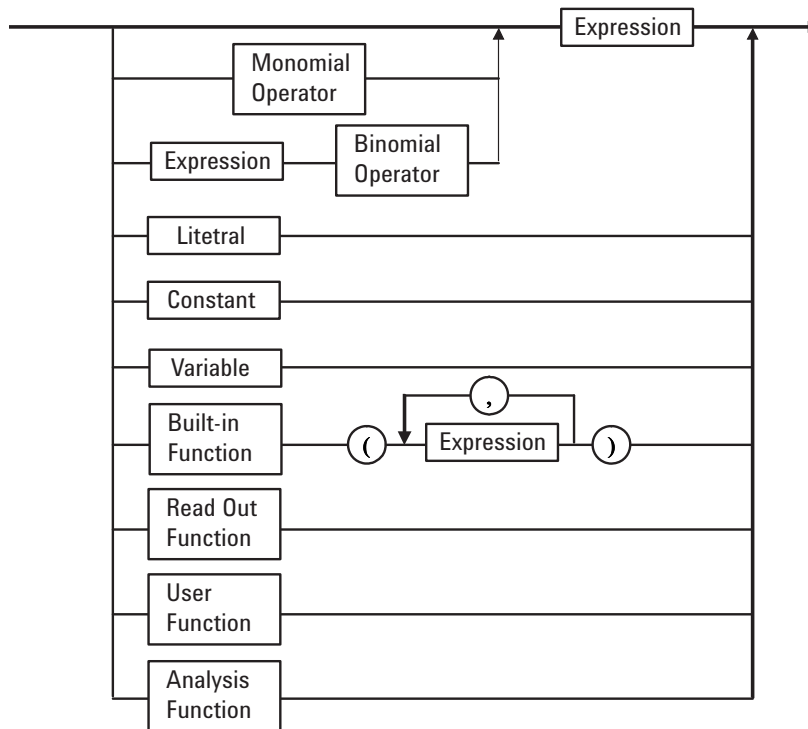 Expression
Monomial
Operator
Expression
Binomial
Operator
Litetral
Constant
Variable
,
Built-in
Function
(
Expression
)
Read Out
Function
User
Function
Analysis
Function